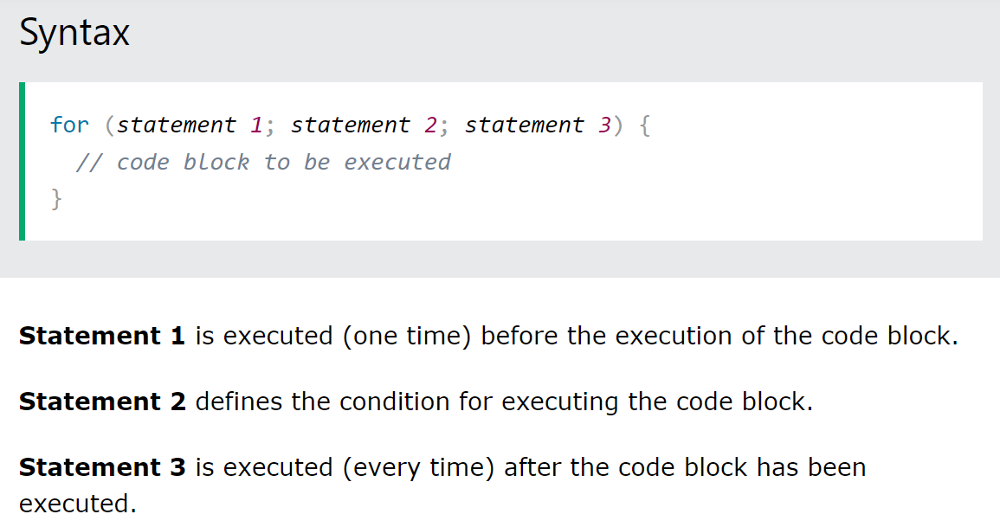 Syntax
for (statement 1; statement 2; statement 3) {
// code block to be executed
}
Statement 1 is executed (one time) before the execution of the code block.
Statement 2 defines the condition for executing the code block.
Statement 3 is executed (every time) after the code block has been
executed.